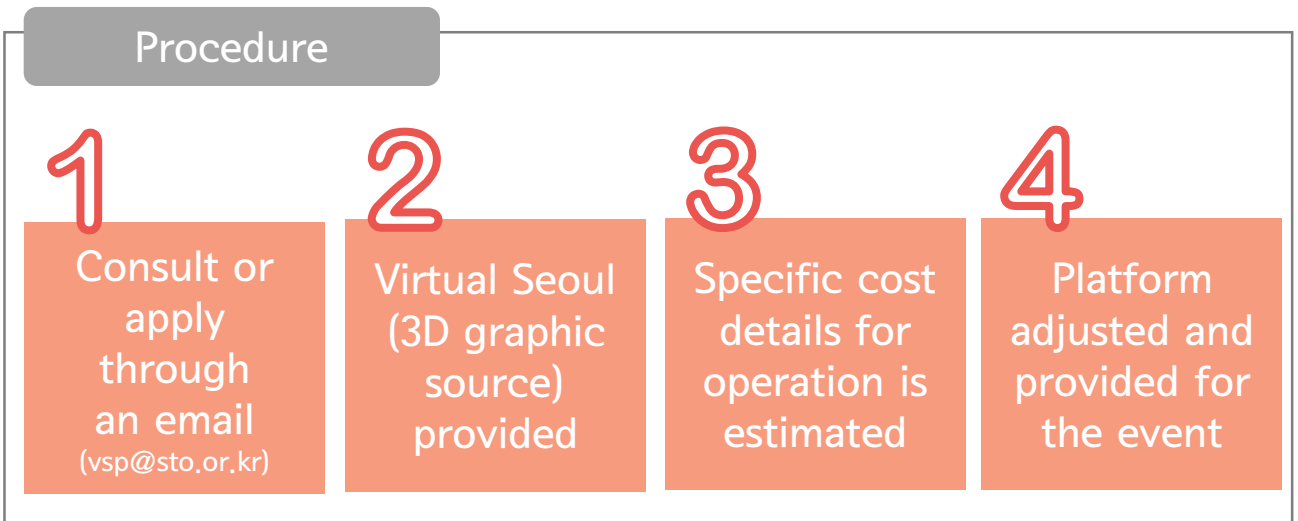 Procedure
1
Consult or
apply
through
an email
(vsp@sto.or.kr)
2
Virtual Seoul
(3D graphic
source)
provided
3
Specific cost
details for
operation is
estimated
4
Platform
adjusted and
provided for
the event